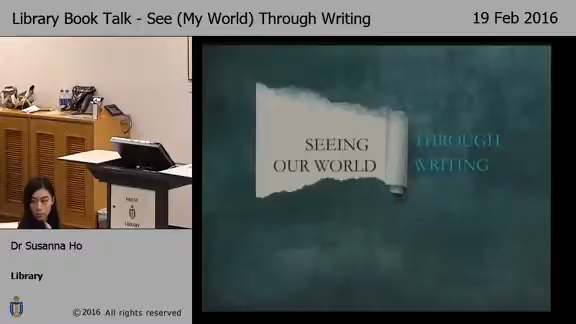 Library Book Talk - See (My World) Through Writing
19 Feb 2016
SEEING
OUR WORLD
THROUGH
WRITING
Dr Susanna Ho
Library
©2016 All rights reserved